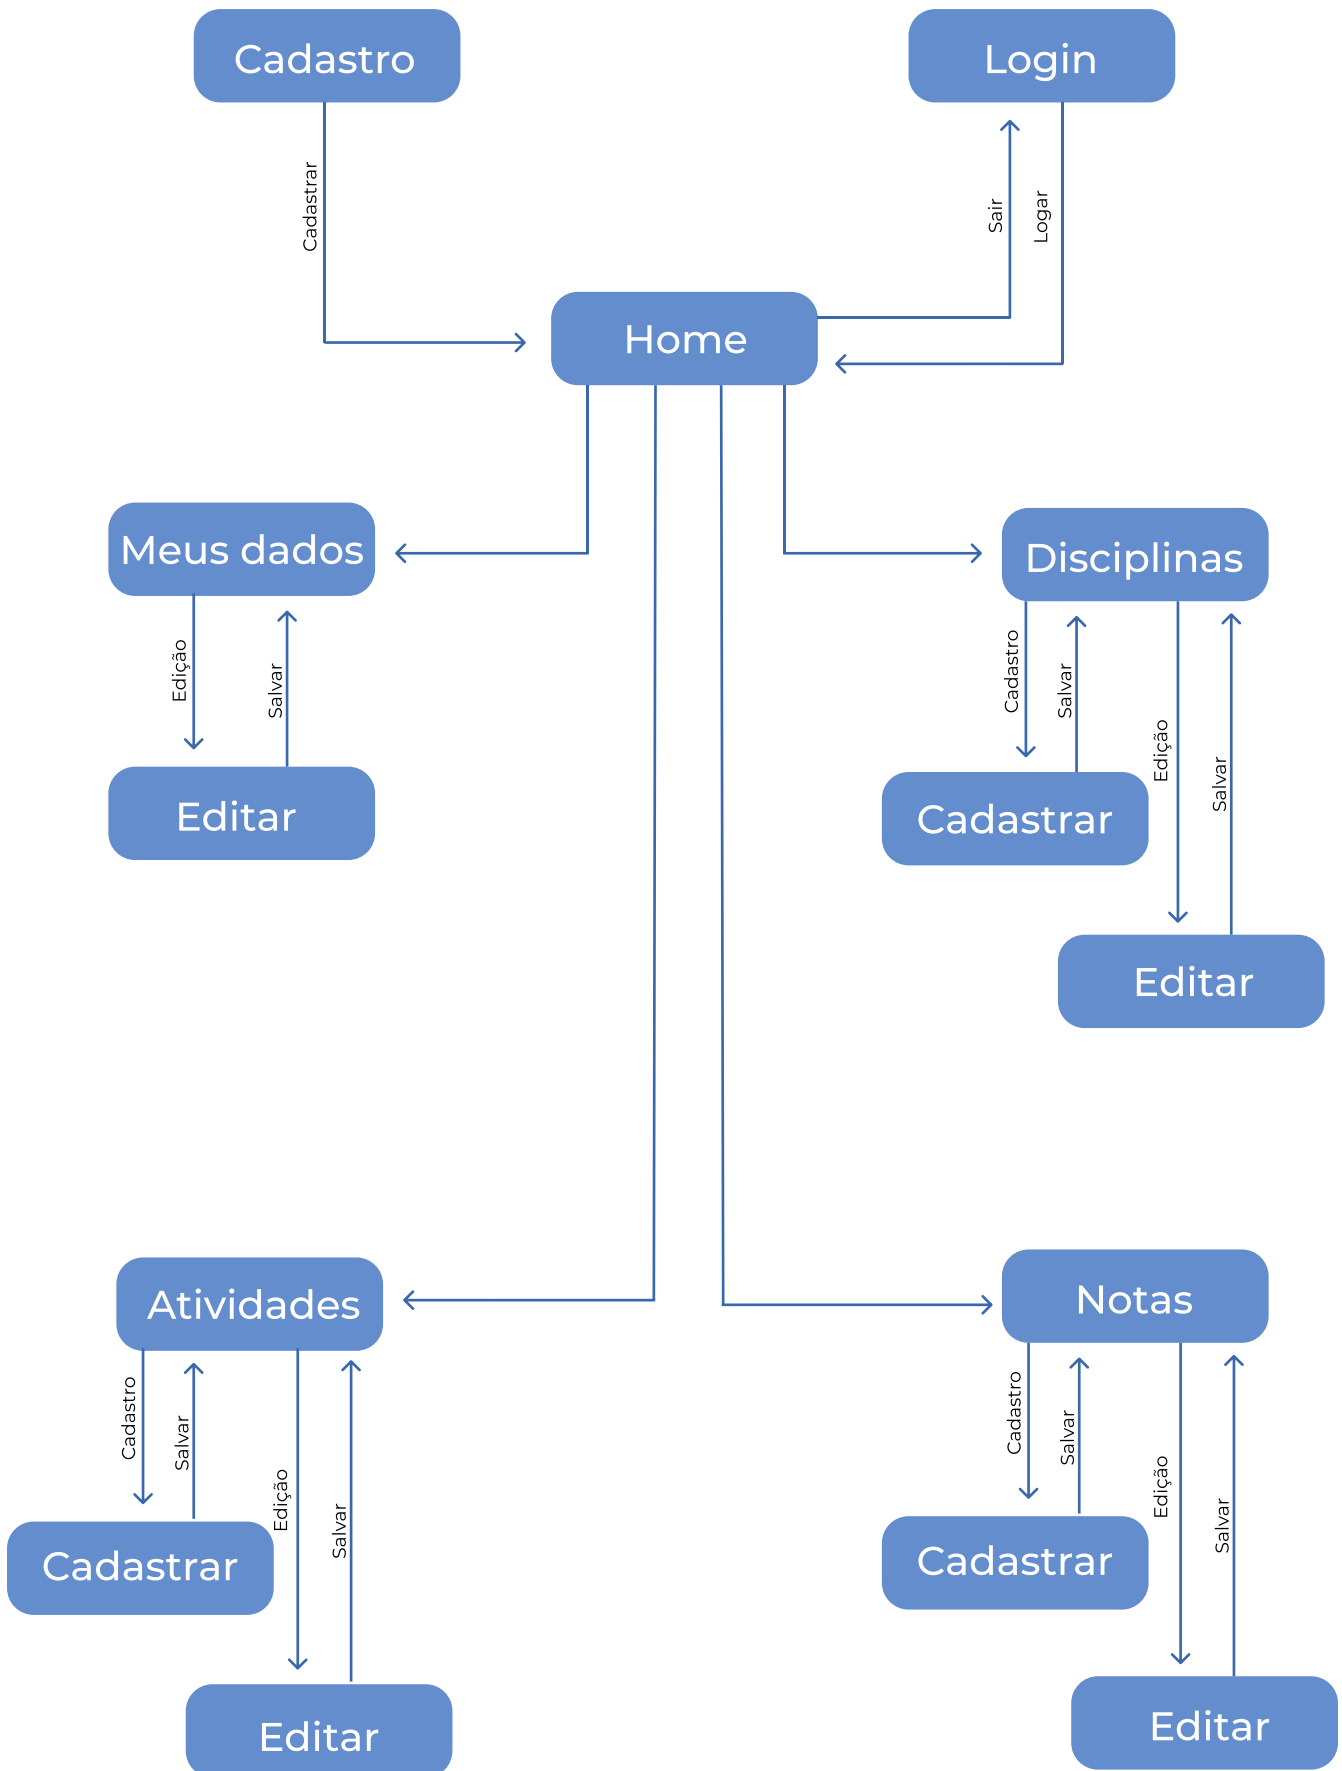 Cadastro
Login
Cadastrar
Sair
Logar
Home
Meus dados
Disciplinas
Edição
Salvar
Cadastro
Salvar
Edição
Salvar
Editar
Cadastrar
Editar
Atividades
Notas
Cadastro
Salvar
Edição
Salvar
Cadastro
Salvar
Edição
Salvar
Cadastrar
Cadastrar
Editar
Editar